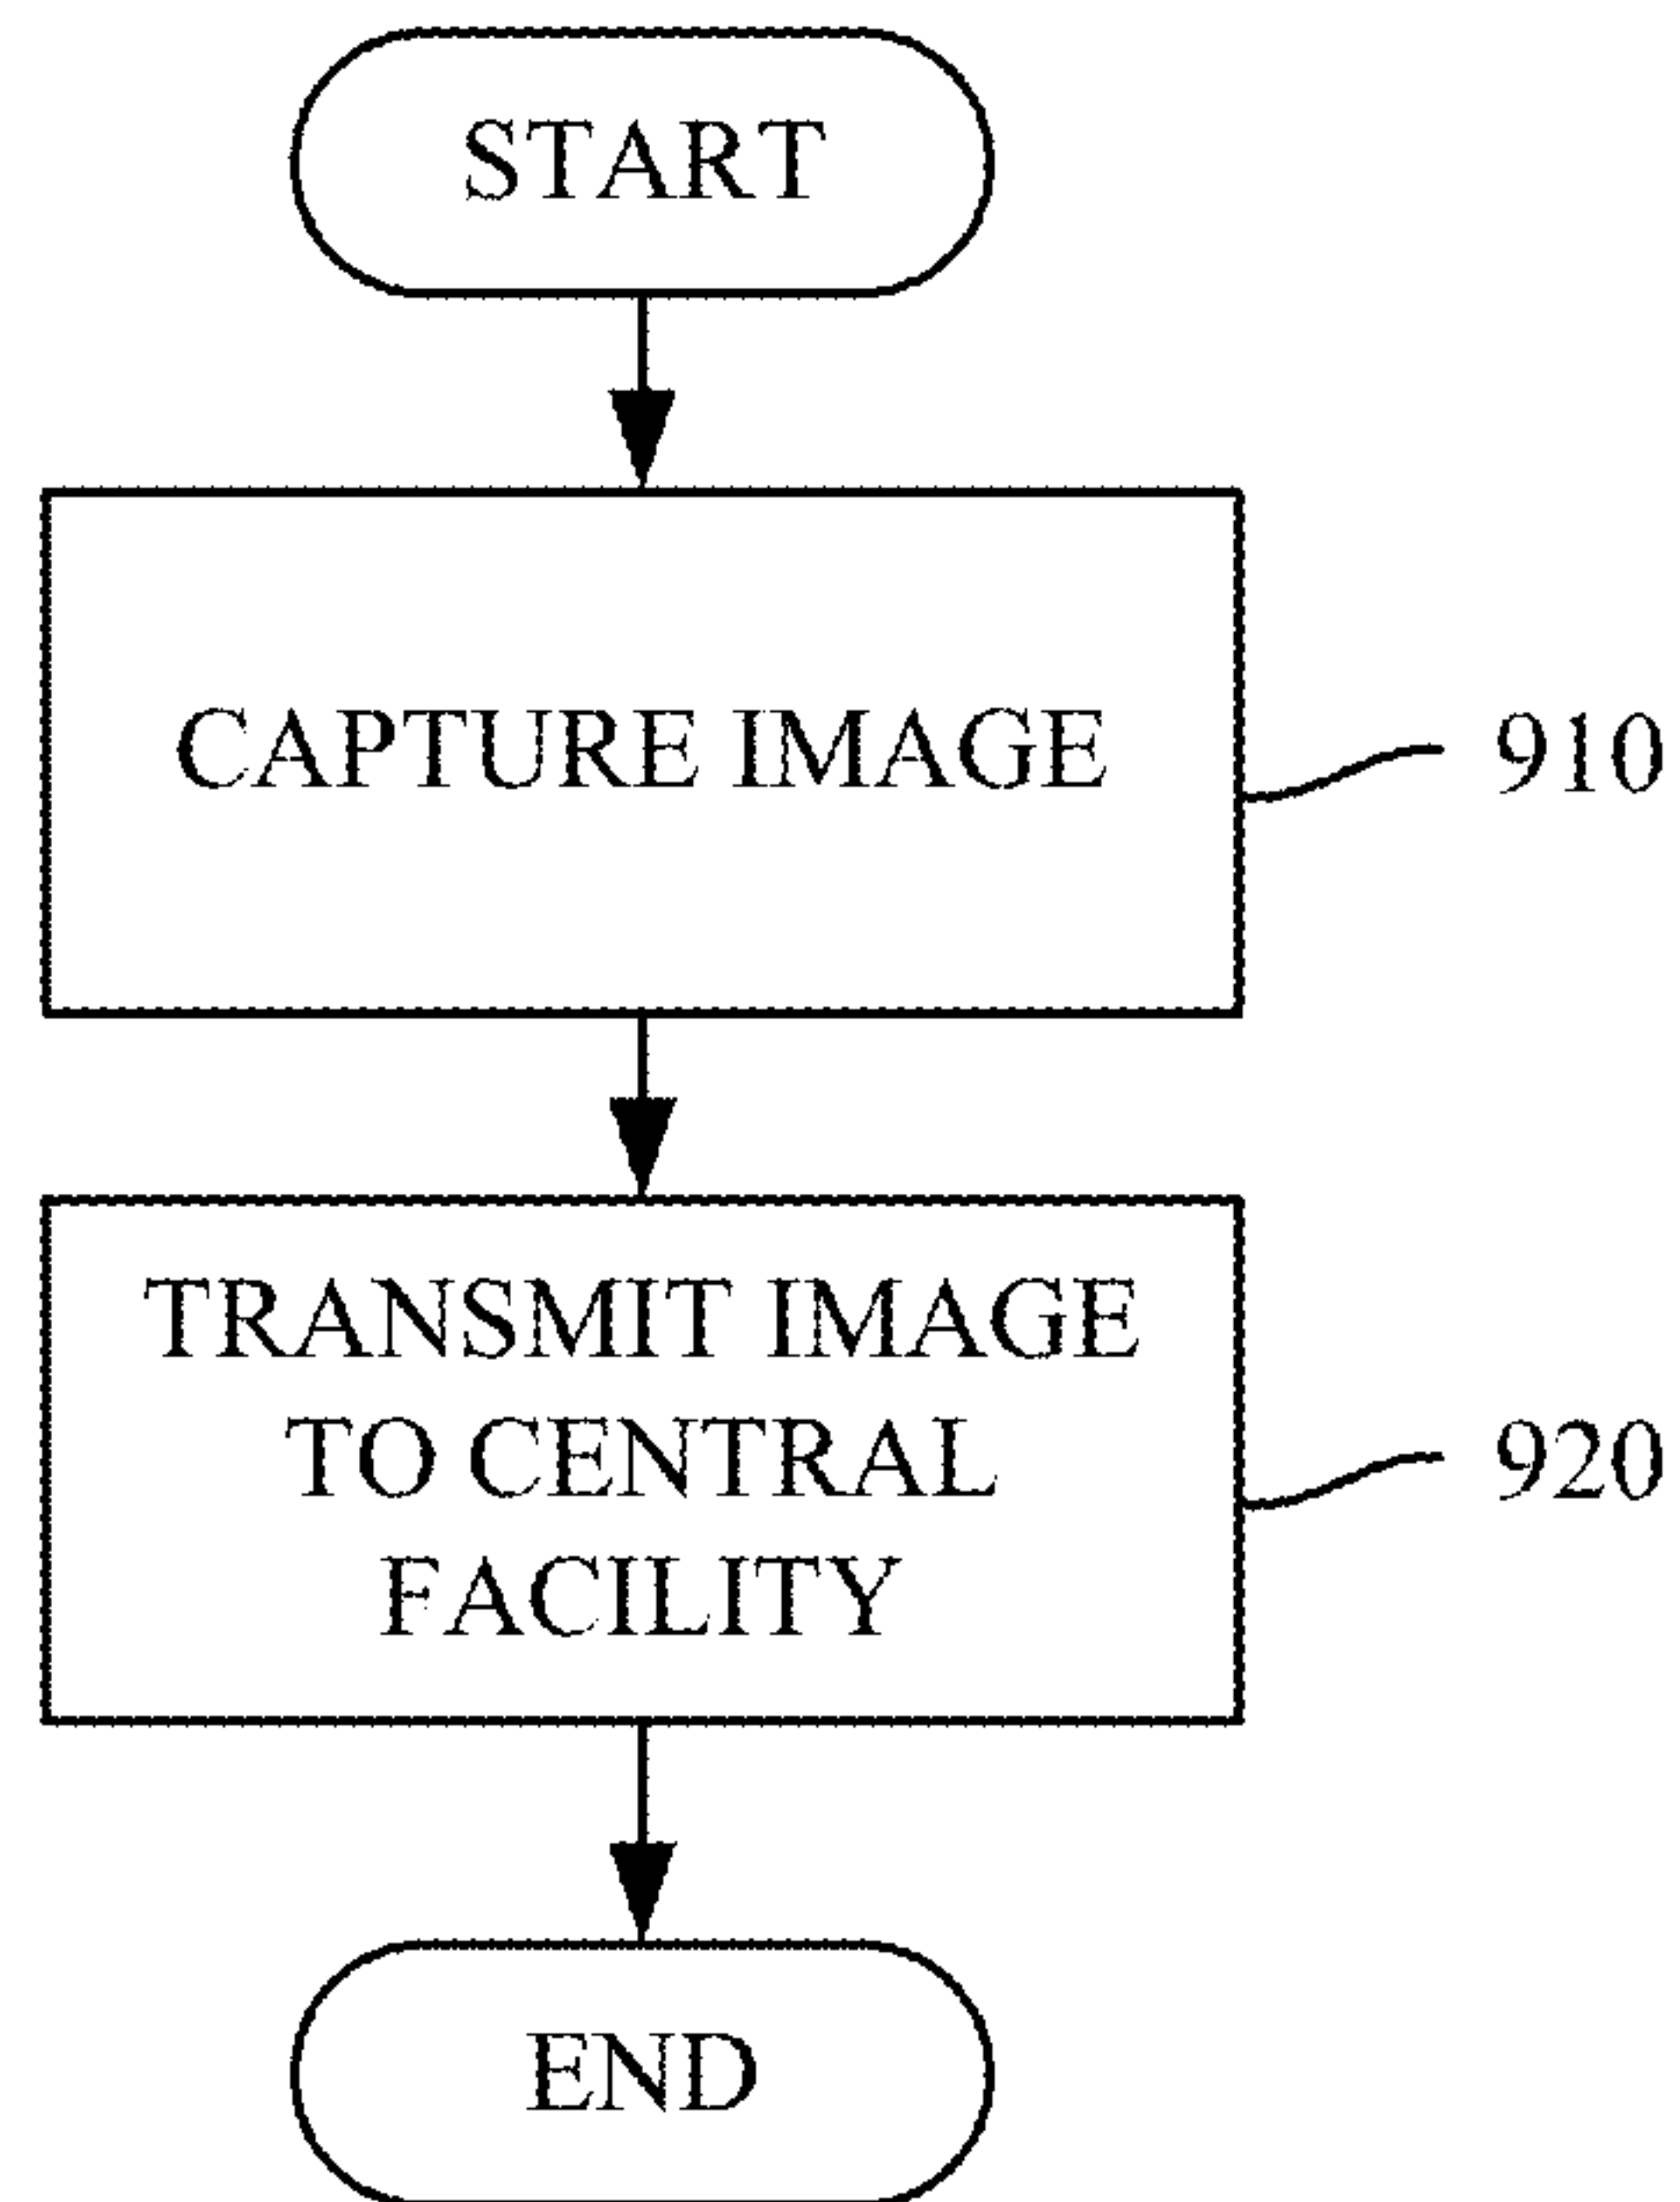 START
CAPTURE IMAGE
910
TRANSMIT IMAGE
TO CENTRAL
FACILITY
920
END